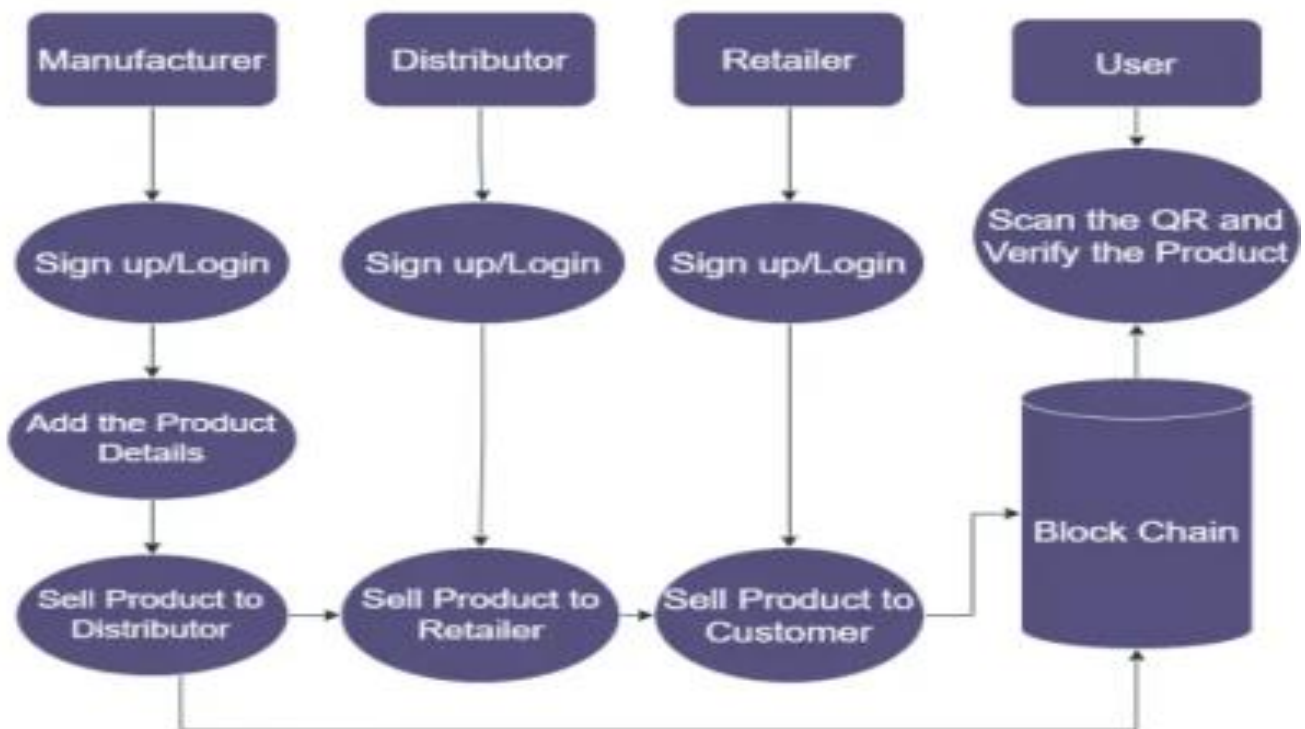 Manufacturer
Distributor
Retailer
User
Sign up/Login
Sign up/Login
Sign up/Login
Scan the QR and
Verify the Product
Add the Product
Details
Sell Product to
Distributor
Sell Product to
Retailer
Sell Product to
Customer
Block Chain